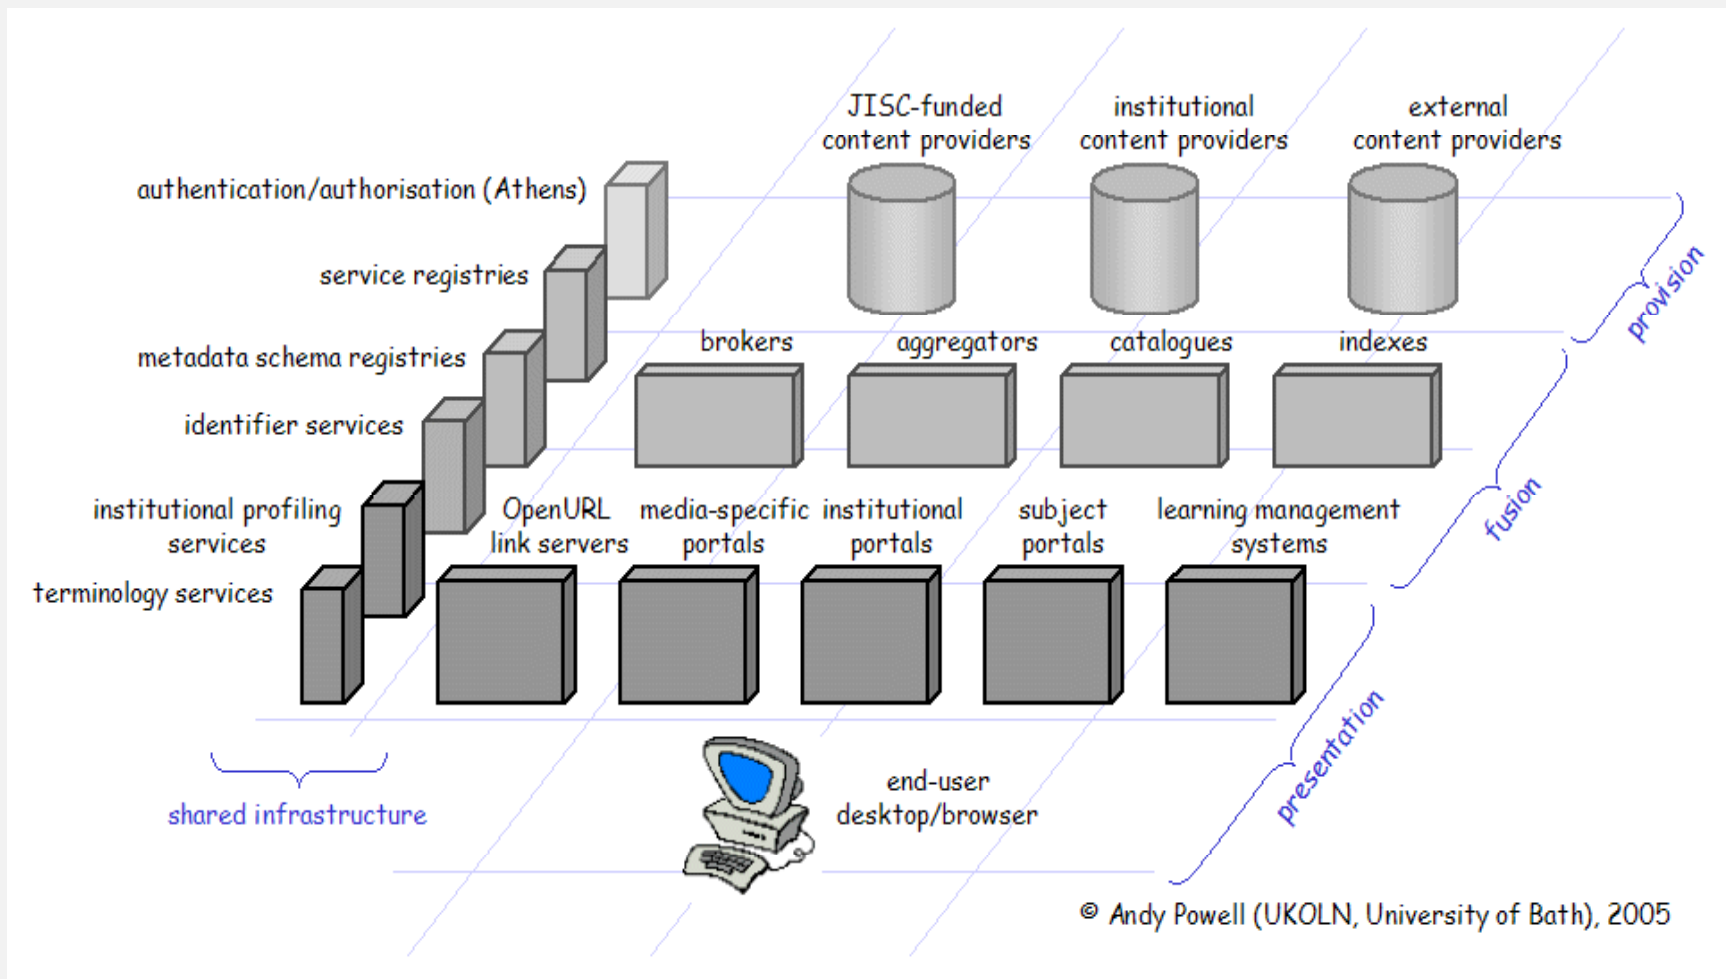 JISC-funded
content providers
institutional
content providers
external
content providers
authentication/authorisation (Athens)
service registries
provision
metadata schema registries
brokers
aggregators
catalogues
indexes
identifier services
fusion
institutional profiling
services
OpenURL
link servers
media-specific
portals
institutional
portals
subject
portals
learning management
systems
terminology services
presentation
shared infrastructure
end-user
desktop/browser
© Andy Powell (UKOLN, University of Bath), 2005